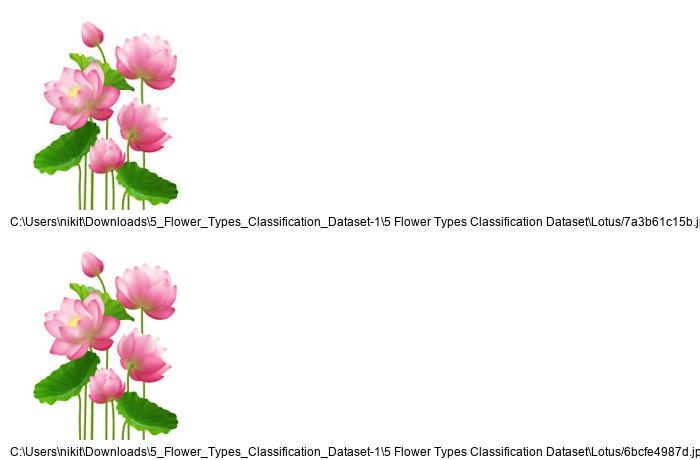 C:\Users\nikit\Downloads\5_Flower_Types_Classification_Dataset-1\5 Flower Types Classification Dataset\Lotus/7a3b61c15b.jp
C:\Users\nikit\Downloads\5_Flower_Types_Classification_Dataset-1\5 Flower Types Classification Dataset\Lotus/6bcfe4987d.jp